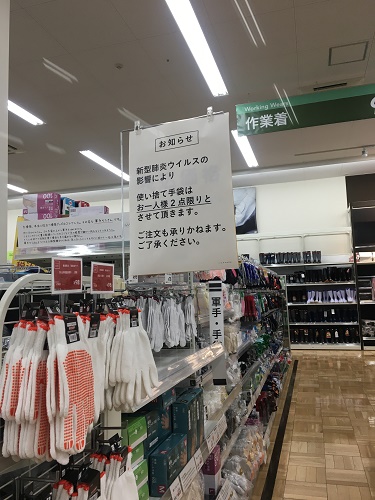 お知らせ
新型肺炎ウイルスの
影響により
使い捨て手袋は
お一人様２点限りと
させて頂きます。
ご注文も承りかねます。
ご了承ください。
Working Wear
作業着
軍手・手
100